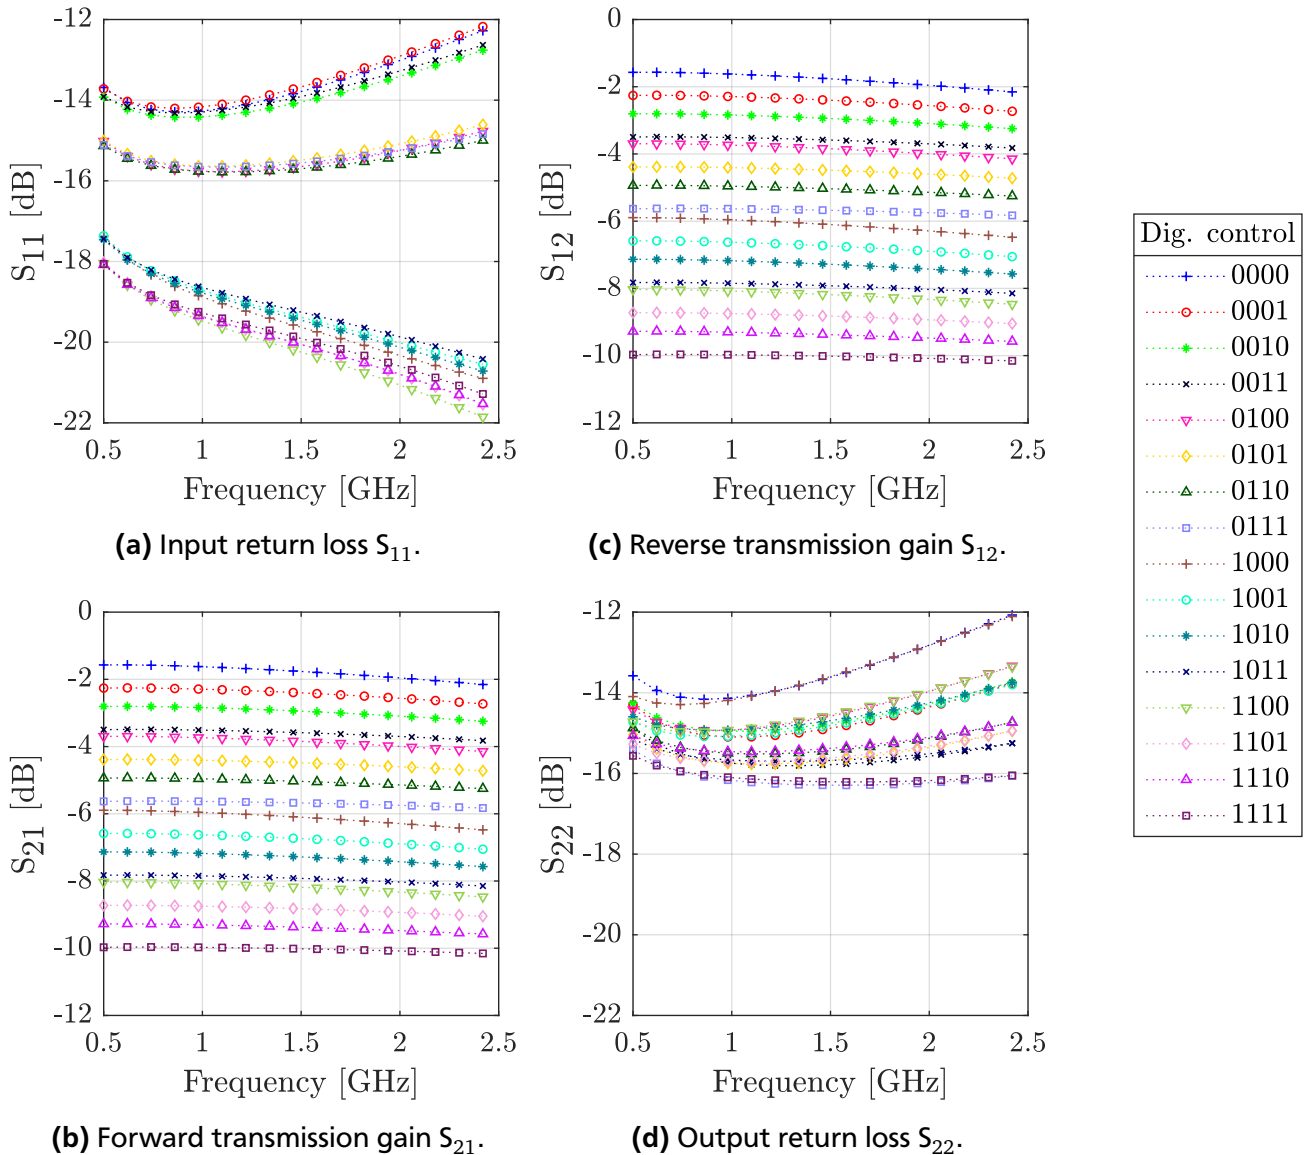 -12
-14
-16
-18
-20
-22
S11 [dB]
0.5 1 1.5 2 2.5
Frequency [GHz]
(a) Input return loss S11.
0
-2
-4
-6
-8
-10
-12
S12 [dB]
0.5 1 1.5 2 2.5
Frequency [GHz]
(c) Reverse transmission gain S12.
0
-2
-4
-6
-8
-10
-12
S21 [dB]
0.5 1 1.5 2 2.5
Frequency [GHz]
(b) Forward transmission gain S21.
-12
-14
-16
-18
-20
-22
S22 [dB]
0.5 1 1.5 2 2.5
Frequency [GHz]
(d) Output return loss S22.
Dig. control
0000
0001
0010
0011
0100
0101
0110
0111
1000
1001
1010
1011
1100
1101
1110
1111